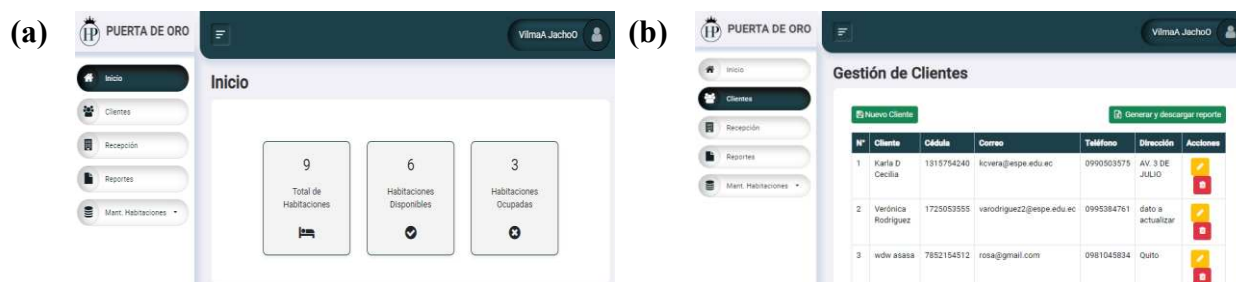 (a)
PUERTA DE ORO
VilmaA JachoO
Inicio
Clientes
Recepción
Reportes
Mant. Habitaciones
Inicio
9
Total de
Habitaciones
6
Habitaciones
Disponibles
3
Habitaciones
Ocupadas
(b)
PUERTA DE ORO
VilmaA JachoO
Inicio
Clientes
Recepción
Reportes
Mant. Habitaciones
Gestión de Clientes
Nuevo Cliente
Generar y descargar reporte
N° Cliente Cédula Correo Teléfono Dirección Acciones
1 Karla D Cecilia 1315754240 kcvera@espe.edu.ec 0990503575 AV. 3 DE JULIO
2 Verónica Rodriguez 1725053555 varodriguez2@espe.edu.ec 0995384761 dato a actualizar
3 wdw asasa 7852154512 rosa@gmail.com 0981045834 Quito